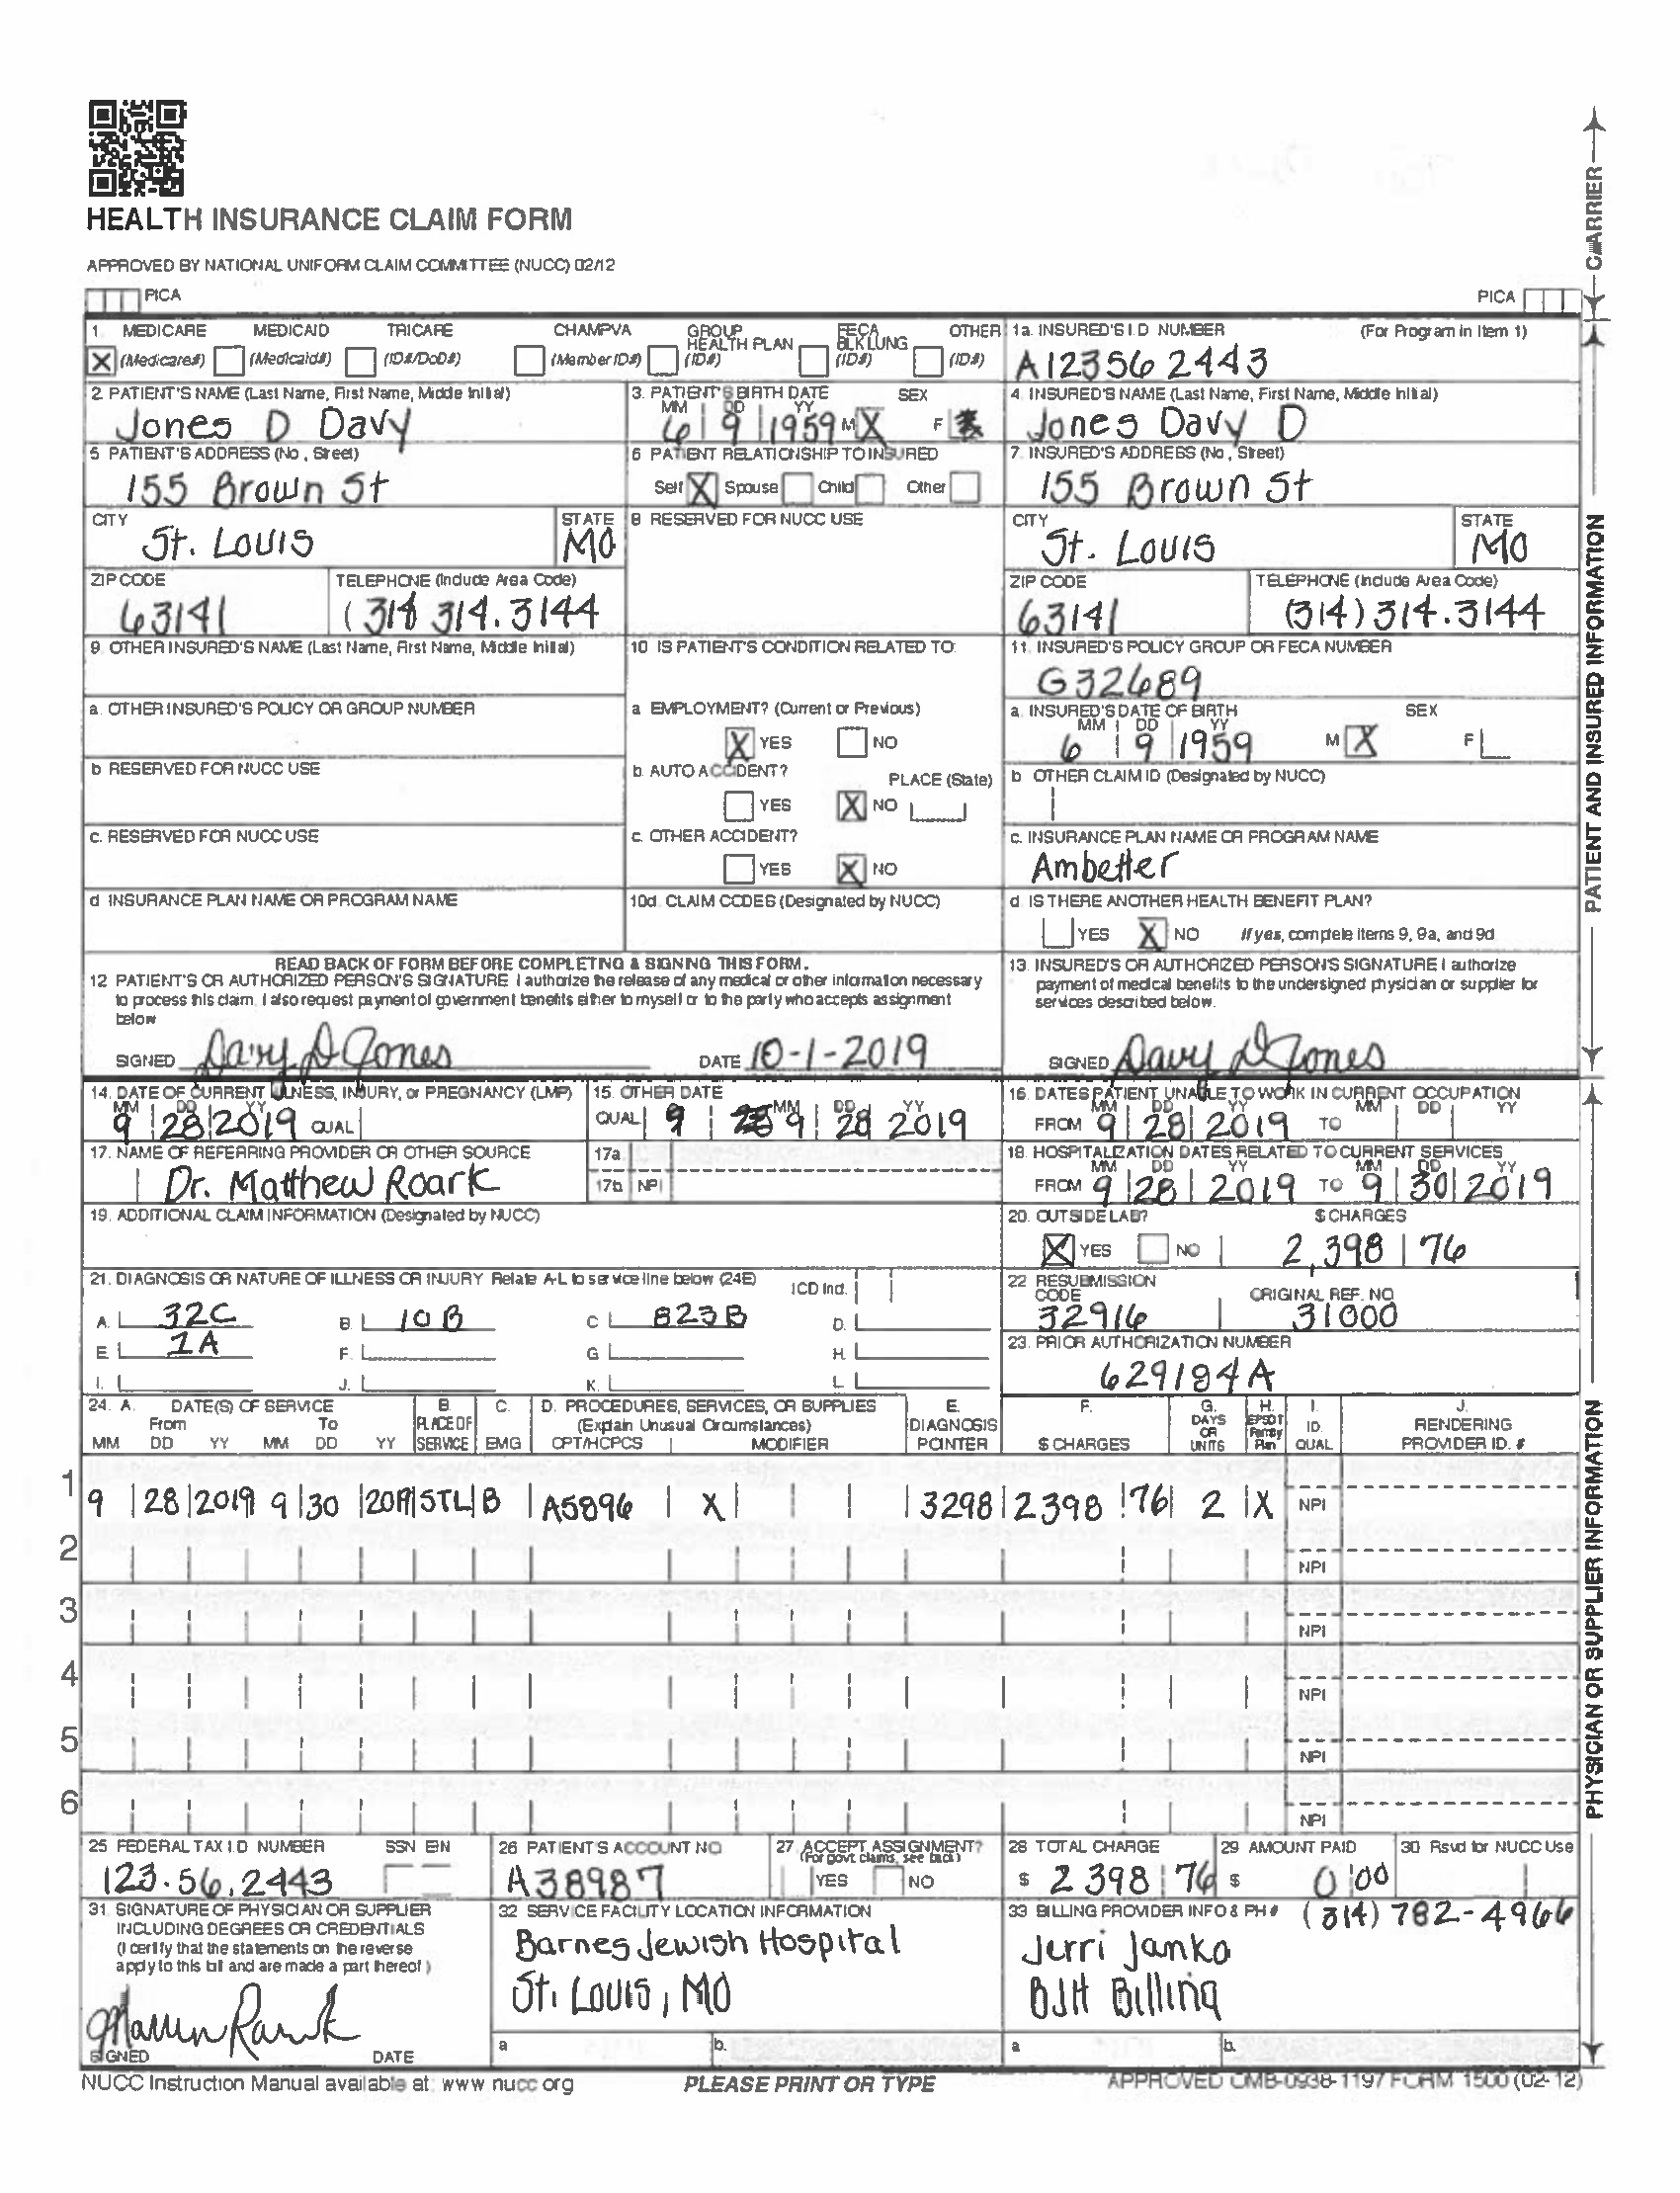 HEALTH INSURANCE CLAIM FORM
APPROVED BY NATIONAL UNIFORM CLAIM COMMITTEE (NUCC) 02/12
PICA
PICA
CARRIER
1. MEDICARE MEDICAID TRICARE CHAMPVA GROUP HEALTH PLAN FECA BLK LUNG OTHER
X (Medicare#) (Medicaid#) (ID#/DoD#) (Member ID#) (ID#) (ID#) (ID#)
1a. INSURED'S I.D NUMBER (For Program in Item 1)
A123562443
2. PATIENT'S NAME (Last Name, First Name, Middle Initial)
Jones D Davy
3. PATIENT'S BIRTH DATE SEX
MM DD YY
6 9 1959 M X F
4. INSURED'S NAME (Last Name, First Name, Middle Initial)
Jones Davy D
5 PATIENT'S ADDRESS (No, Street)
155 Brown St
6 PATIENT RELATIONSHIP TO INSURED
Self X Spouse Child Other
7. INSURED'S ADDRESS (No, Street)
155 Brown St
CITY STATE
St. Louis MO
8 RESERVED FOR NUCC USE
CITY STATE
St. Louis MO
ZIP CODE TELEPHONE (Include Area Code)
63141 (314 314.3144
ZIP CODE TELEPHONE (Include Area Code)
63141 (314) 314.3144
9. OTHER INSURED'S NAME (Last Name, First Name, Middle Initial)
10 IS PATIENT'S CONDITION RELATED TO:
11. INSURED'S POLICY GROUP OR FECA NUMBER
G32689
a. OTHER INSURED'S POLICY OR GROUP NUMBER
a EMPLOYMENT? (Current or Previous)
X YES NO
a. INSURED'S DATE OF BIRTH SEX
MM DD YY
6 9 1959 M X F
b RESERVED FOR NUCC USE
b. AUTO ACCIDENT? PLACE (State)
YES X NO
b OTHER CLAIM ID (Designated by NUCC)
c. RESERVED FOR NUCC USE
c. OTHER ACCIDENT?
YES X NO
c. INSURANCE PLAN NAME OR PROGRAM NAME
Ambetter
d INSURANCE PLAN NAME OR PROGRAM NAME
10d. CLAIM CODES (Designated by NUCC)
d. IS THERE ANOTHER HEALTH BENEFIT PLAN?
YES X NO If yes, complete items 9, 9a, and 9d
READ BACK OF FORM BEFORE COMPLETING & SIGNING THIS FORM.
12 PATIENT'S OR AUTHORIZED PERSON'S SIGNATURE I authorize the release of any medical or other information necessary
to process this claim. I also request payment of government benefits either to myself or to the party who accepts assignment
below
SIGNED Davy D Jones DATE 10-1-2019
13. INSURED'S OR AUTHORIZED PERSON'S SIGNATURE I authorize
payment of medical benefits to the undersigned physician or supplier for
services described below.
SIGNED Davy D Jones
PATIENT AND INSURED INFORMATION
14. DATE OF CURRENT ILLNESS, INJURY, or PREGNANCY (LMP)
MM DD YY
9 28 2019 QUAL
15. OTHER DATE
MM DD YY
QUAL 9 9 28 2019
16. DATES PATIENT UNABLE TO WORK IN CURRENT OCCUPATION
MM DD YY MM DD YY
FROM 9 28 2019 TO
17. NAME OF REFERRING PROVIDER OR OTHER SOURCE
Dr. Matthew Roark
17a
17b NPI
18. HOSPITALIZATION DATES RELATED TO CURRENT SERVICES
MM DD YY MM DD YY
FROM 9 28 2019 TO 9 30 2019
19. ADDITIONAL CLAIM INFORMATION (Designated by NUCC)
20. OUTSIDE LAB? $ CHARGES
X YES NO 2,398 76
21. DIAGNOSIS OR NATURE OF ILLNESS OR INJURY Relate A-L to service line below (24E) ICD Ind.
A. 32C B 10B C 823B D.
E 1A F. G H.
I. J. K. L
22 RESUBMISSION CODE ORIGINAL REF. NO
32916 31000
23. PRIOR AUTHORIZATION NUMBER
629184A
24. A. DATE(S) OF SERVICE B. C. D. PROCEDURES, SERVICES, OR SUPPLIES E. F. G. H. I. J.
From To PLACE OF (Explain Unusual Circumstances) DIAGNOSIS DAYS OR EPSDT Family ID. RENDERING
MM DD YY MM DD YY SERVICE EMG CPT/HCPCS MODIFIER POINTER $ CHARGES UNITS Plan QUAL PROVIDER ID. #
1 9 28 2019 9 30 2019 STL B A5896 X 3298 2398 76 2 X NPI
2 NPI
3 NPI
4 NPI
5 NPI
6 NPI
PHYSICIAN OR SUPPLIER INFORMATION
25 FEDERAL TAX I.D NUMBER SSN EIN
123.56.2443
26 PATIENT'S ACCOUNT NO
A38987
27 ACCEPT ASSIGNMENT?
(For govt claims, see back)
YES NO
28 TOTAL CHARGE
$ 2398 76
29 AMOUNT PAID
$ 0 00
30 Rsvd for NUCC Use
31 SIGNATURE OF PHYSICIAN OR SUPPLIER
INCLUDING DEGREES OR CREDENTIALS
(I certify that the statements on the reverse
apply to this bill and are made a part thereof)
SIGNED DATE
32 SERVICE FACILITY LOCATION INFORMATION
Barnes Jewish Hospital
St. Louis, MO
a b.
33 BILLING PROVIDER INFO & PH # (314) 782-4966
Jerri Janko
BJH Billing
a b.
NUCC Instruction Manual available at: www nucc org
PLEASE PRINT OR TYPE
APPROVED OMB-0938-1197 FORM 1500 (02-12)